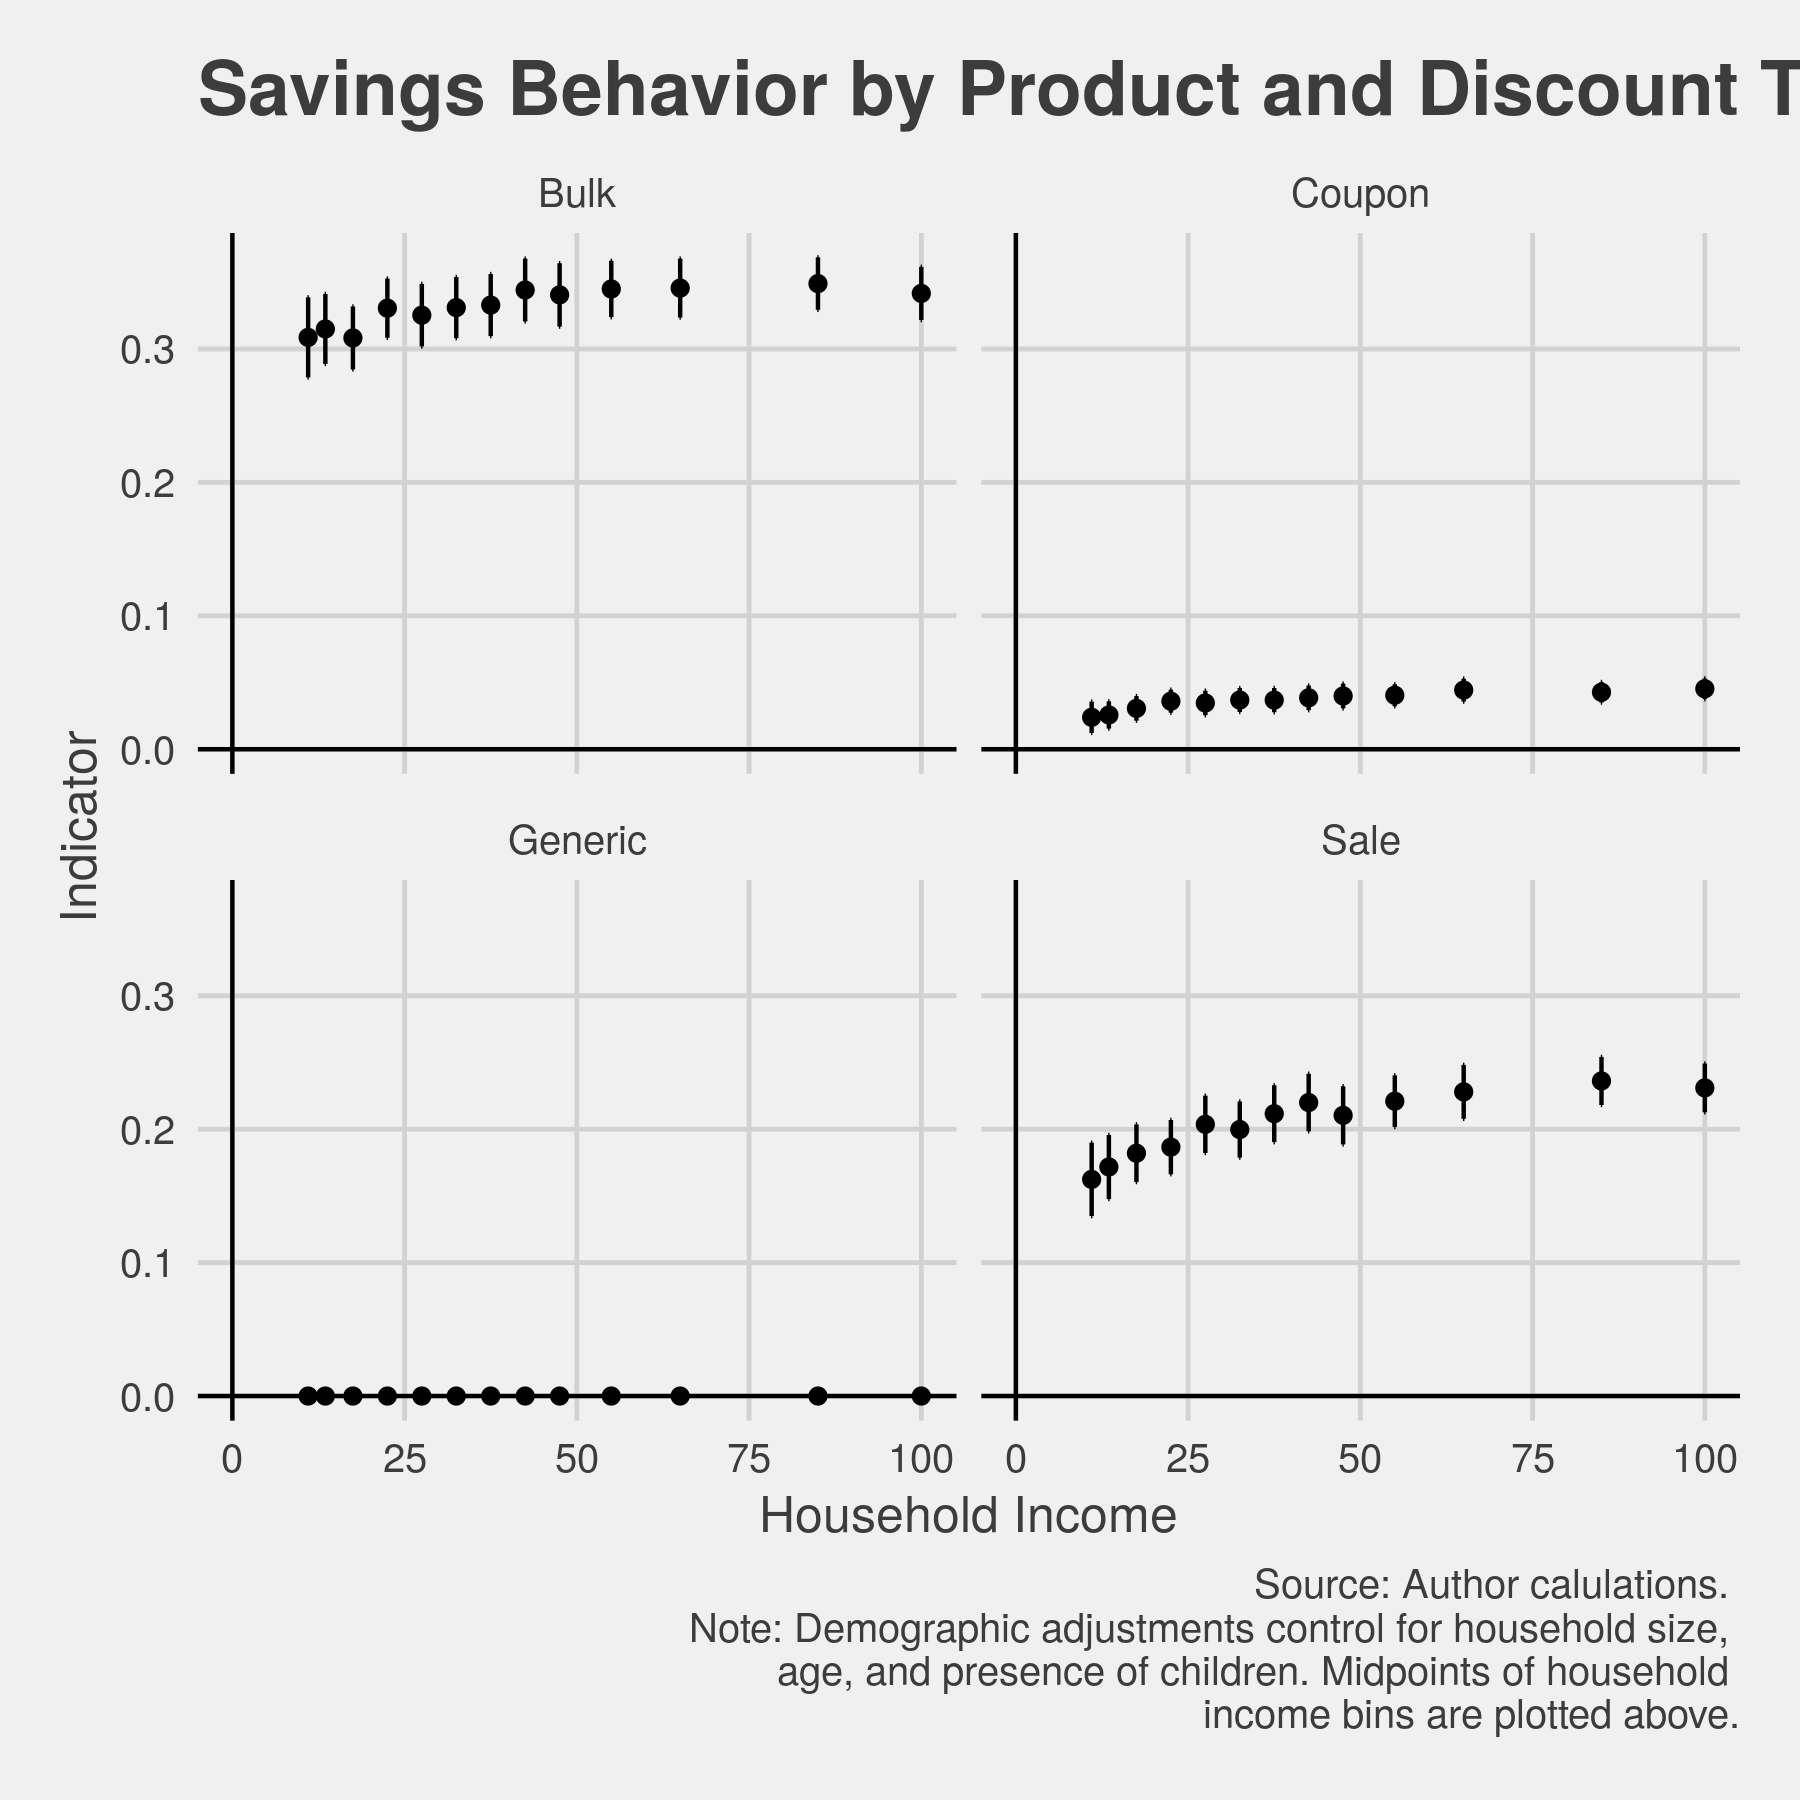 Savings Behavior by Product and Discount T
Bulk
Coupon
0.3
0.2
0.1
0.0
Indicator
Generic
Sale
0.3
0.2
0.1
0.0
0 25 50 75 100 0 25 50 75 100
Household Income
Source: Author calulations.
Note: Demographic adjustments control for household size,
age, and presence of children. Midpoints of household
income bins are plotted above.